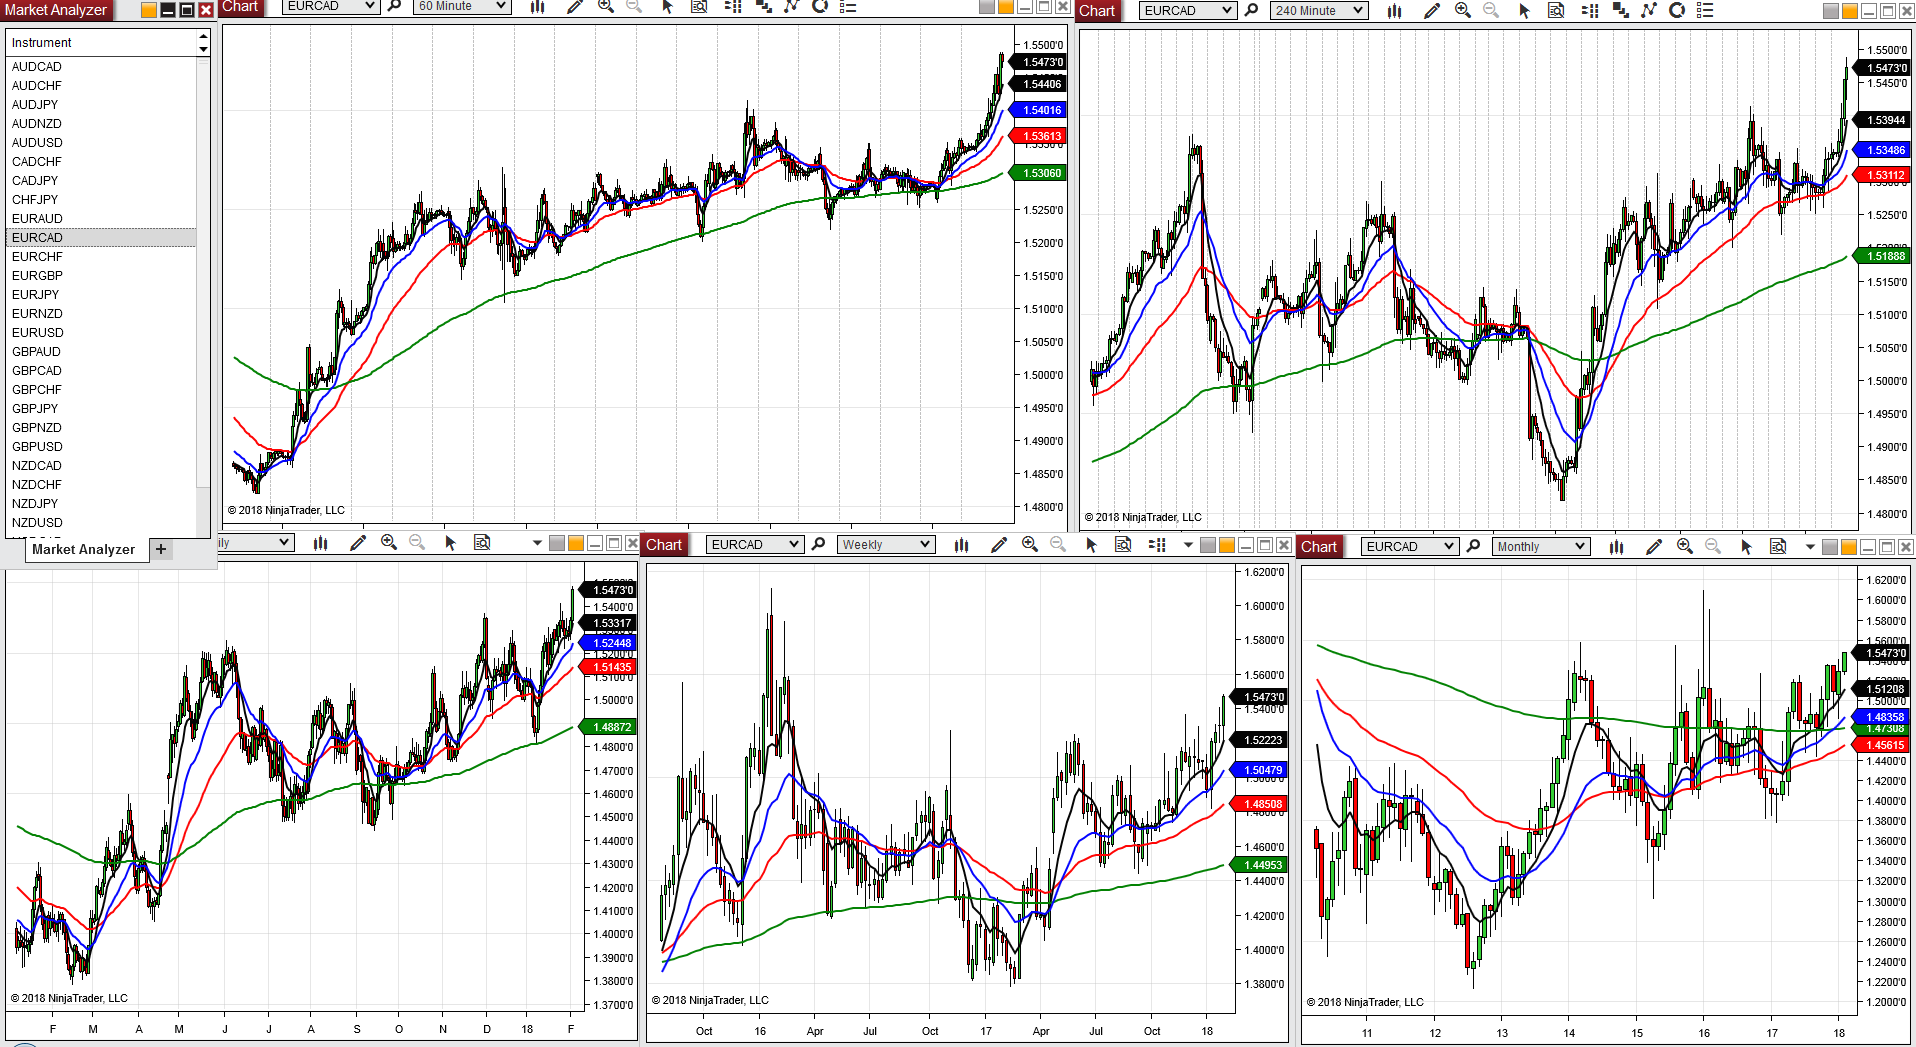 Market Analyzer
Instrument
AUDCAD
AUDCHF
AUDJPY
AUDNZD
AUDUSD
CADCHF
CADJPY
CHFJPY
EURAUD
EURCAD
EURCHF
EURGBP
EURJPY
EURNZD
EURUSD
GBPAUD
GBPCAD
GBPCHF
GBPJPY
GBPNZD
GBPUSD
NZDCAD
NZDCHF
NZDJPY
NZDUSD
Market Analyzer +
Chart EURCAD 60 Minute
1.5500'0
1.5473'0
1.54406
1.54016
1.53613
1.53060
1.5250'0
1.5200'0
1.5150'0
1.5100'0
1.5050'0
1.5000'0
1.4950'0
1.4900'0
1.4850'0
1.4800'0
© 2018 NinjaTrader, LLC
Chart EURCAD 240 Minute
1.5500'0
1.5473'0
1.5450'0
1.53944
1.53486
1.53112
1.5250'0
1.51888
1.5150'0
1.5100'0
1.5050'0
1.5000'0
1.4950'0
1.4900'0
1.4850'0
1.4800'0
© 2018 NinjaTrader, LLC
ily
1.5473'0
1.5400'0
1.53317
1.52448
1.51435
1.5100'0
1.5000'0
1.48872
1.4800'0
1.4700'0
1.4600'0
1.4500'0
1.4400'0
1.4300'0
1.4200'0
1.4100'0
1.4000'0
1.3900'0
1.3800'0
1.3700'0
© 2018 NinjaTrader, LLC
F M A M J J A S O N D 18 F
Chart EURCAD Weekly
1.6200'0
1.6000'0
1.5800'0
1.5600'0
1.5473'0
1.5400'0
1.52223
1.50479
1.48508
1.4600'0
1.44953
1.4400'0
1.4200'0
1.4000'0
1.3800'0
© 2018 NinjaTrader, LLC
Oct 16 Apr Jul Oct 17 Apr Jul Oct 18
Chart EURCAD Monthly
1.6200'0
1.6000'0
1.5800'0
1.5600'0
1.5473'0
1.51208
1.5000'0
1.48358
1.47308
1.45615
1.4400'0
1.4200'0
1.4000'0
1.3800'0
1.3600'0
1.3400'0
1.3200'0
1.3000'0
1.2800'0
1.2600'0
1.2400'0
1.2200'0
1.2000'0
© 2018 NinjaTrader, LLC
11 12 13 14 15 16 17 18